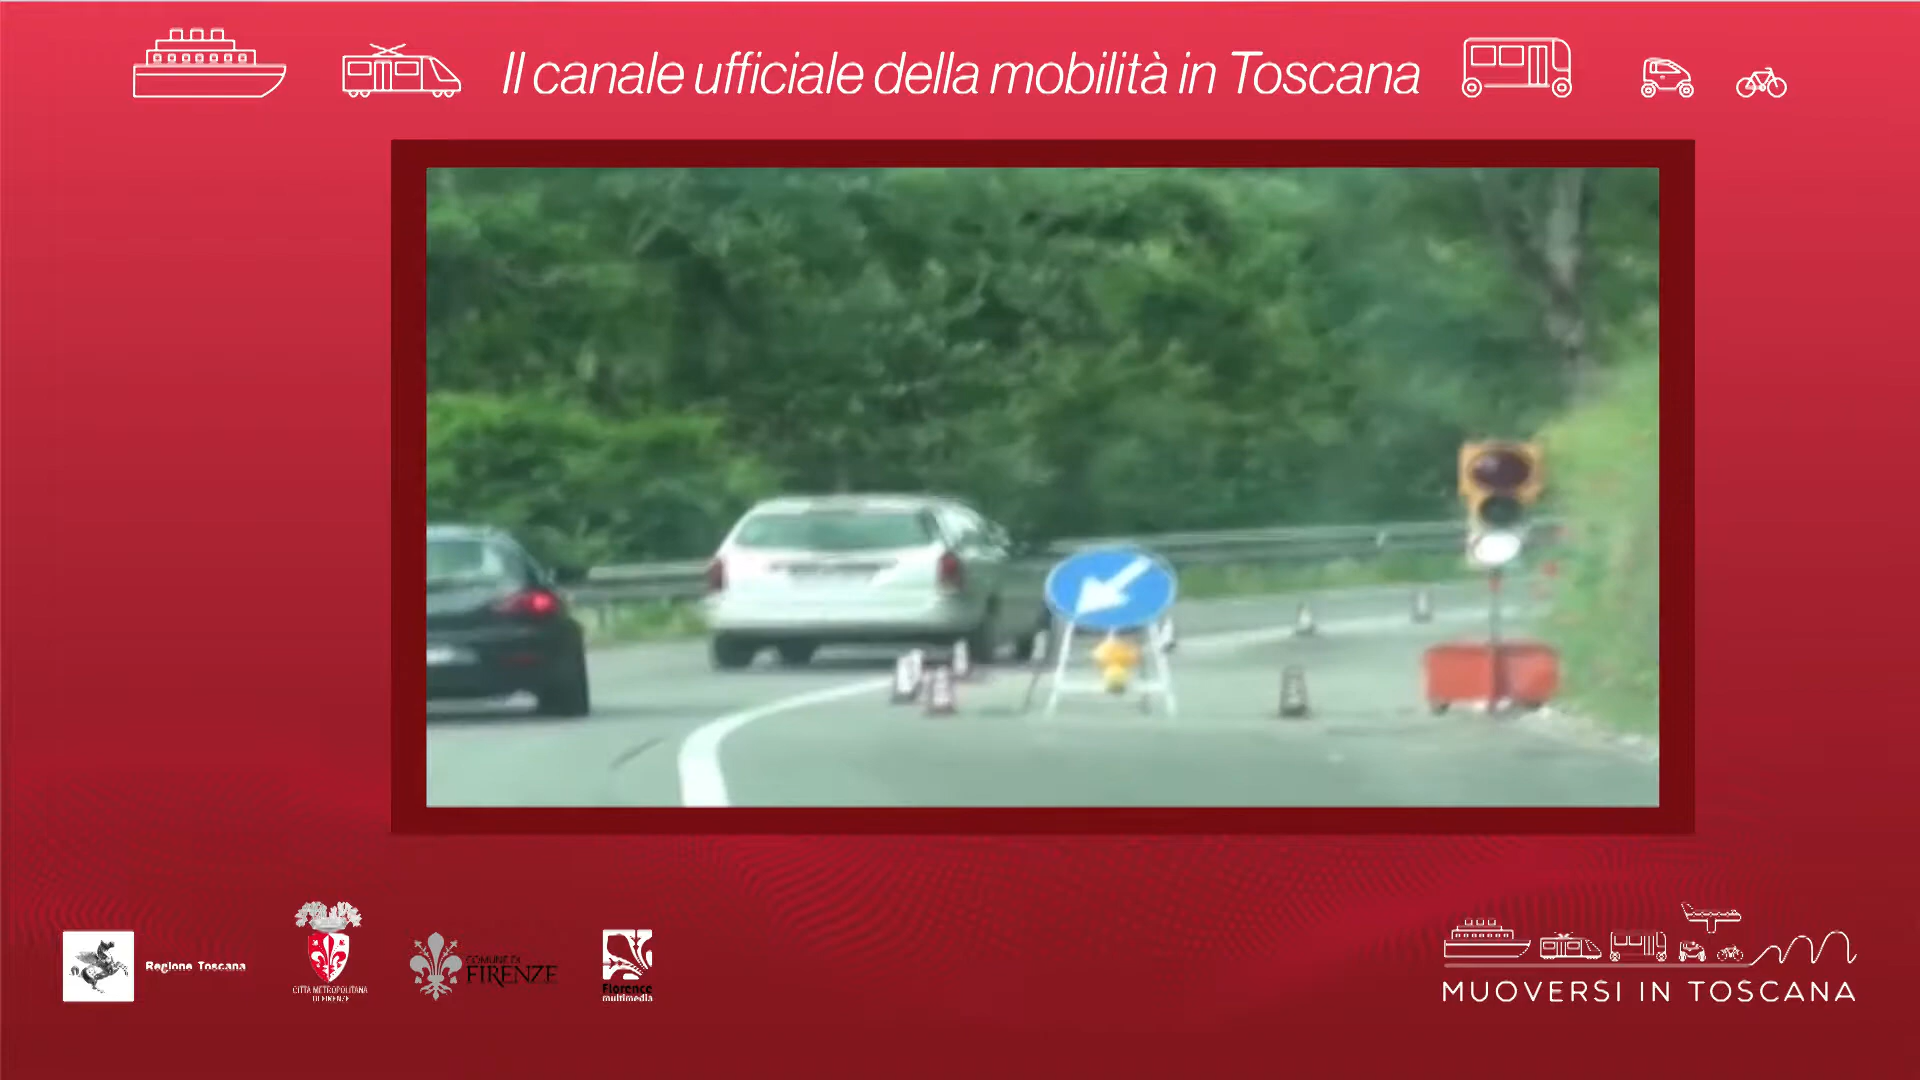 Il canale ufficiale della mobilità in Toscana
Regione Toscana
CITTÀ METROPOLITANA
DI FIRENZE
COMUNE DI
FIRENZE
Florence
multimedia
MUOVERSI IN TOSCANA